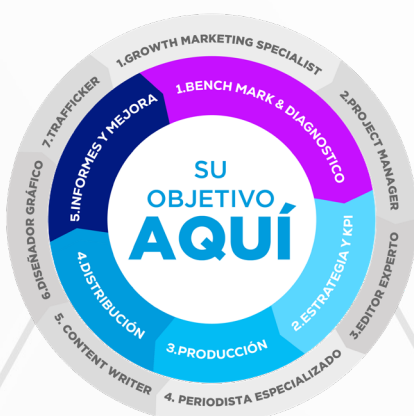 SU
OBJETIVO
AQUÍ
1.BENCH MARK & DIAGNOSTICO
2.ESTRATEGIA Y KPI
3.PRODUCCIÓN
4.DISTRIBUCIÓN
5.INFORMES Y MEJORA
1.GROWTH MARKETING SPECIALIST
2.PROJECT MANAGER
3.EDITOR EXPERTO
4. PERIODISTA ESPECIALIZADO
5. CONTENT WRITER
6.DISEÑADOR GRÁFICO
7.TRAFFICKER